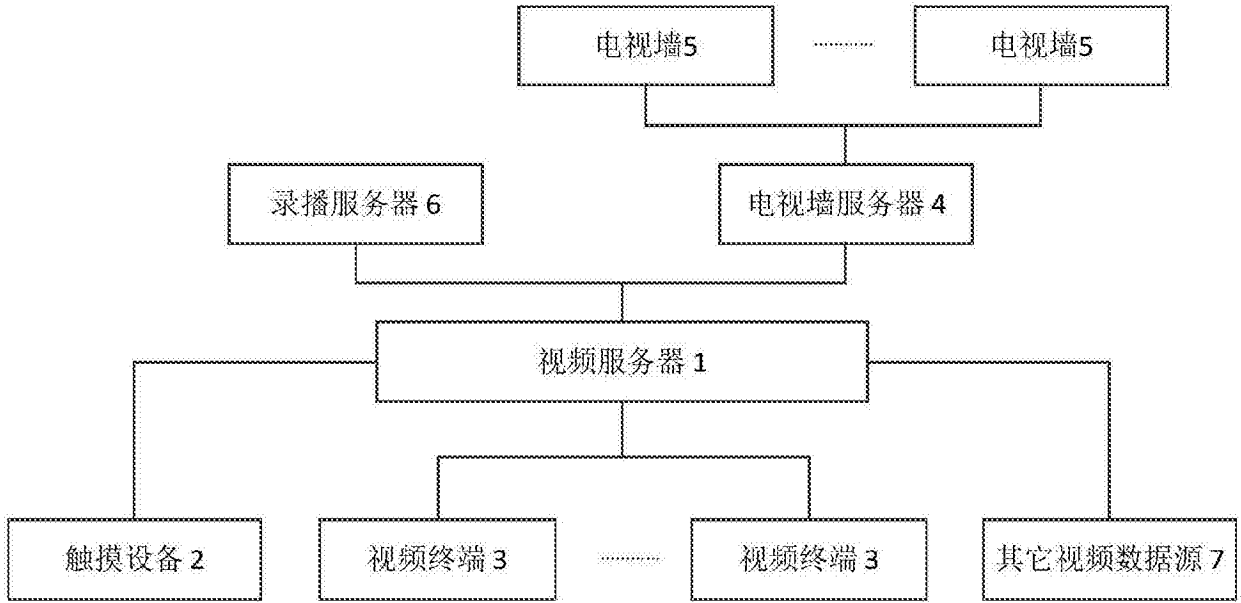 电视墙5 ………… 电视墙5
录播服务器 6 电视墙服务器 4
视频服务器 1
触摸设备 2 视频终端 3 ………… 视频终端 3 其它视频数据源 7